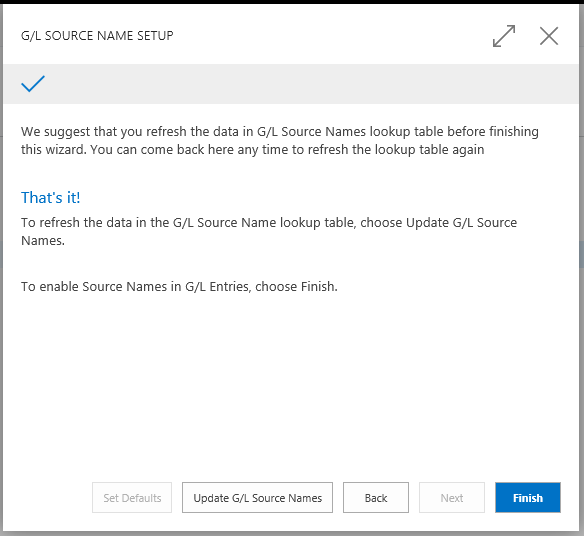 G/L SOURCE NAME SETUP
We suggest that you refresh the data in G/L Source Names lookup table before finishing
this wizard. You can come back here any time to refresh the lookup table again
That's it!
To refresh the data in the G/L Source Name lookup table, choose Update G/L Source
Names.
To enable Source Names in G/L Entries, choose Finish.
Set Defaults Update G/L Source Names Back Next Finish